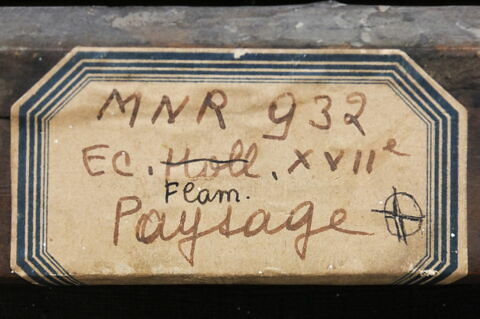 MNR 932
Ec. Holl. XVIIe
Flam.
Paysage